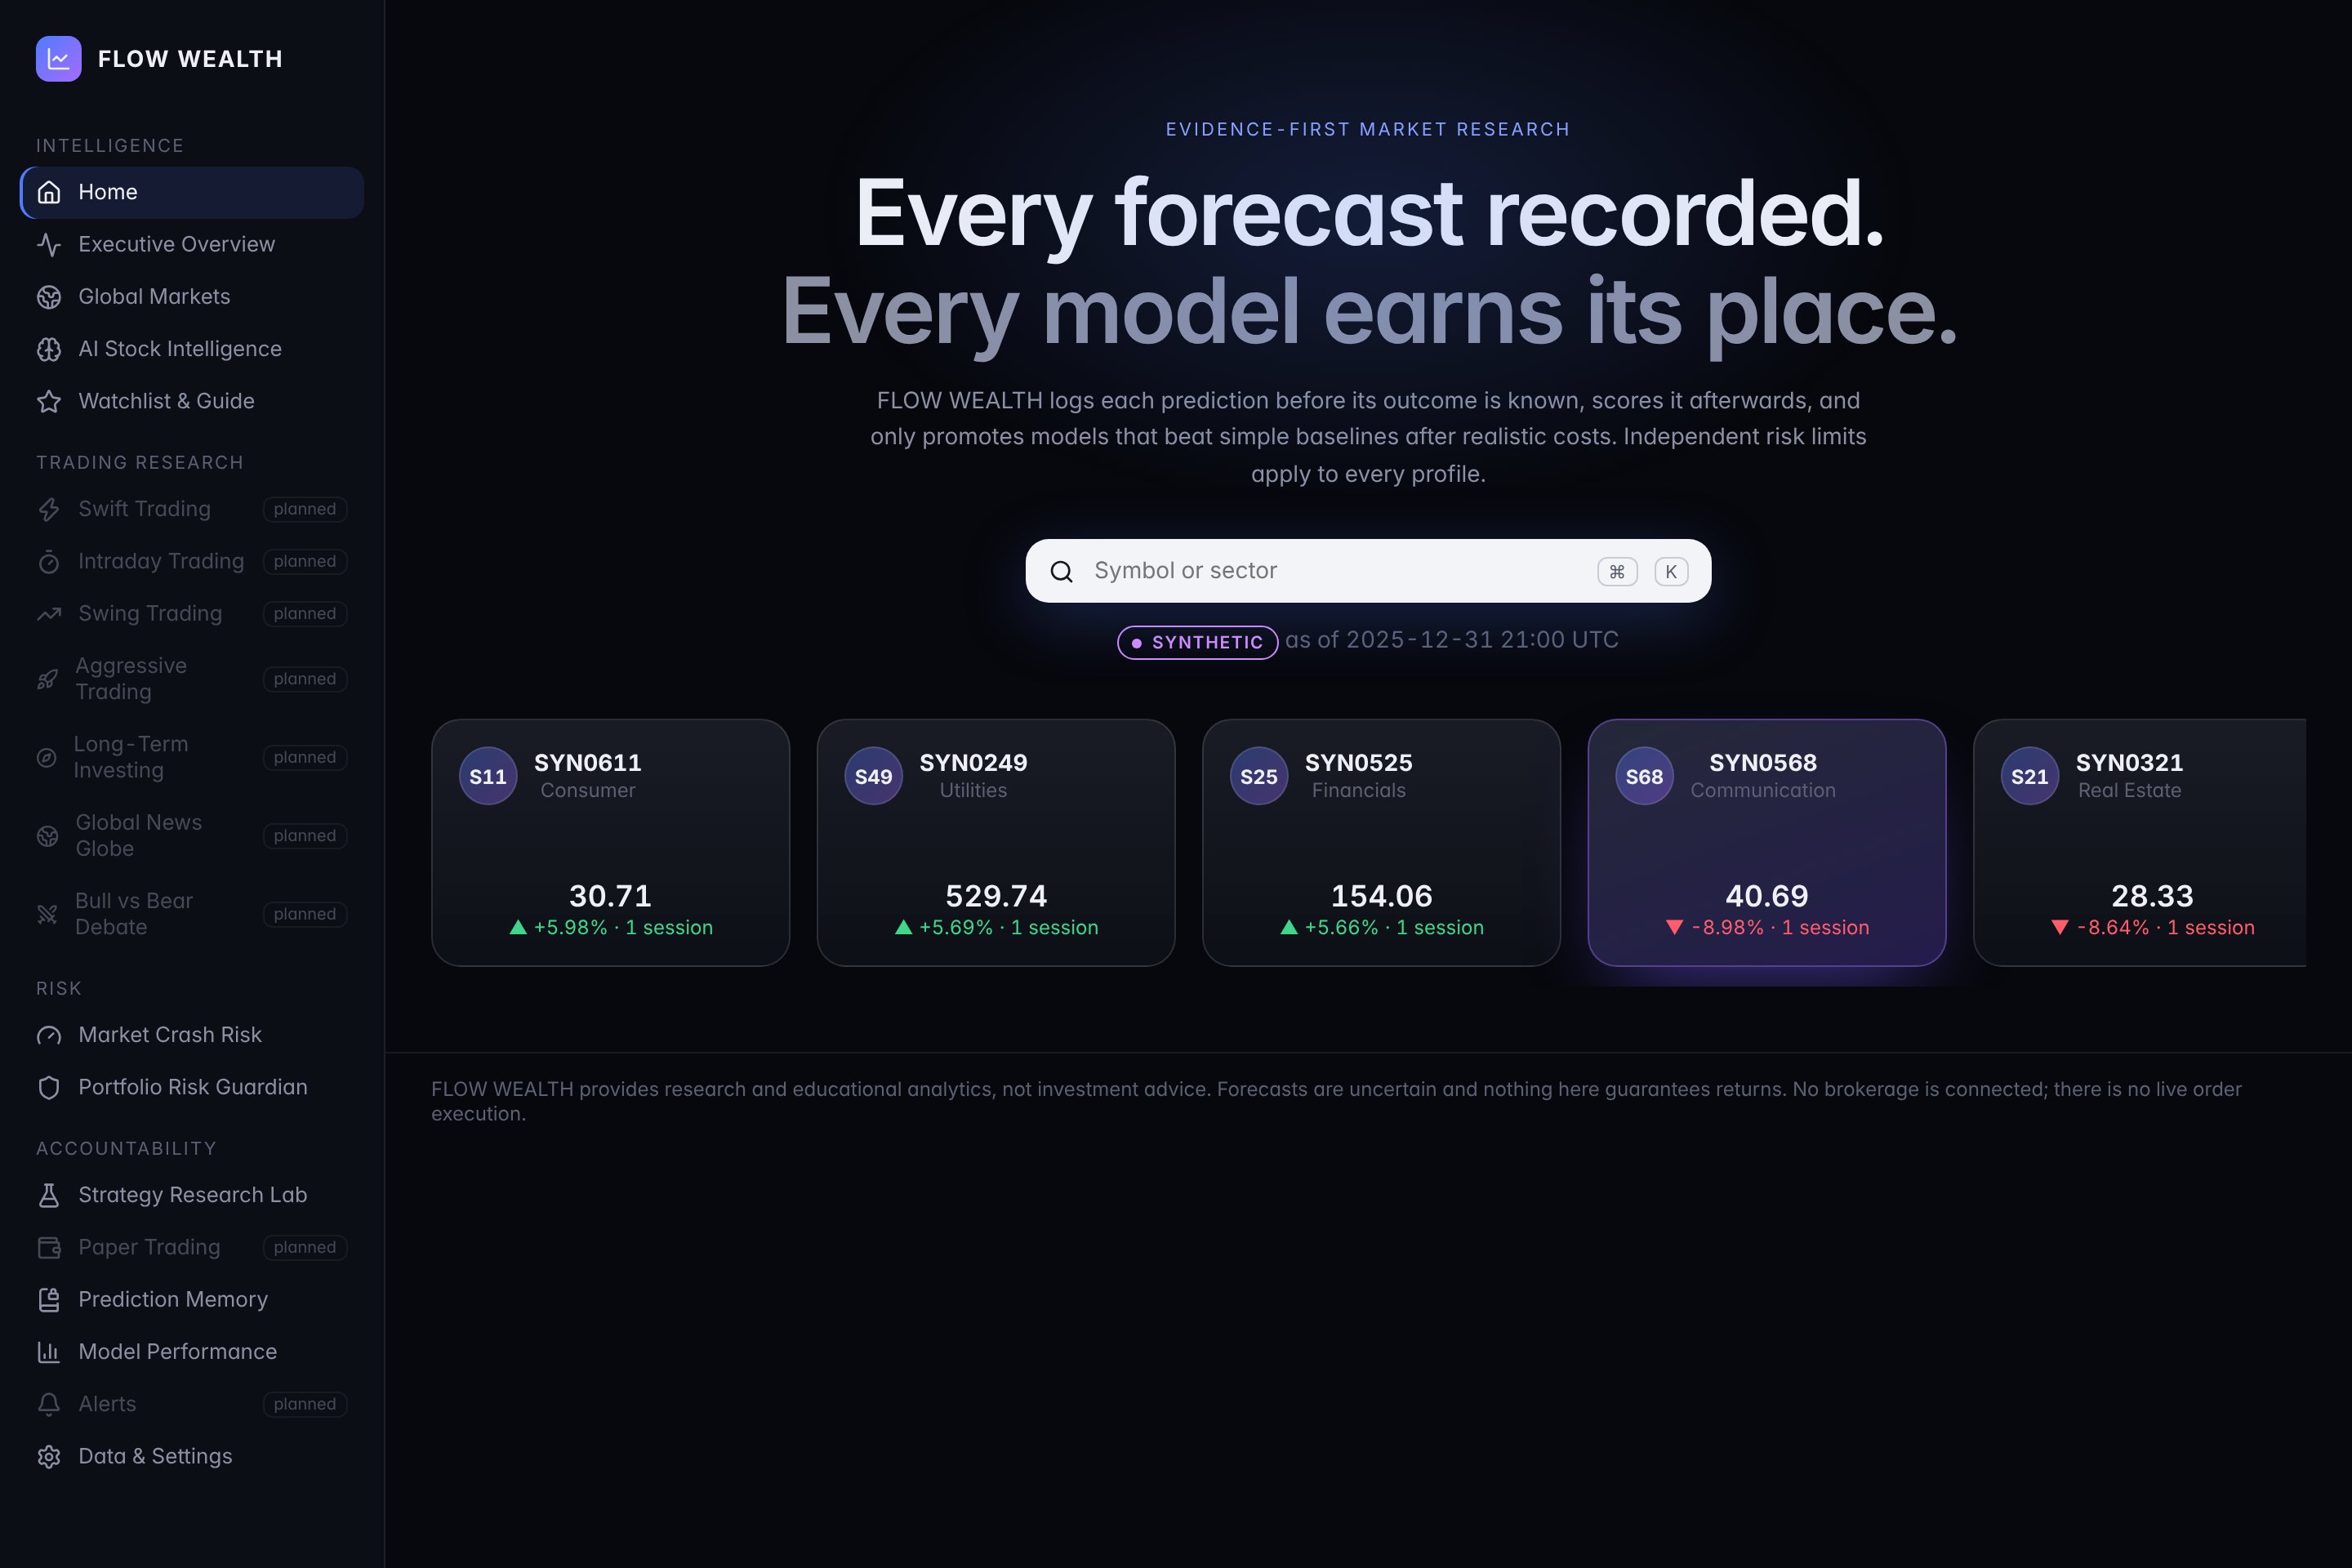 FLOW WEALTH
INTELLIGENCE
Home
Executive Overview
Global Markets
AI Stock Intelligence
Watchlist & Guide
TRADING RESEARCH
Swift Trading planned
Intraday Trading planned
Swing Trading planned
Aggressive
Trading
planned
Long-Term
Investing
planned
Global News
Globe
planned
Bull vs Bear
Debate
planned
RISK
Market Crash Risk
Portfolio Risk Guardian
ACCOUNTABILITY
Strategy Research Lab
Paper Trading planned
Prediction Memory
Model Performance
Alerts planned
Data & Settings
EVIDENCE-FIRST MARKET RESEARCH
Every forecast recorded.
Every model earns its place.
FLOW WEALTH logs each prediction before its outcome is known, scores it afterwards, and
only promotes models that beat simple baselines after realistic costs. Independent risk limits
apply to every profile.
Symbol or sector ⌘ K
SYNTHETIC as of 2025-12-31 21:00 UTC
S11
SYN0611
Consumer
30.71
▲ +5.98% · 1 session
S49
SYN0249
Utilities
529.74
▲ +5.69% · 1 session
S25
SYN0525
Financials
154.06
▲ +5.66% · 1 session
S68
SYN0568
Communication
40.69
▼ -8.98% · 1 session
S21
SYN0321
Real Estate
28.33
▼ -8.64% · 1 session
FLOW WEALTH provides research and educational analytics, not investment advice. Forecasts are uncertain and nothing here guarantees returns. No brokerage is connected; there is no live order
execution.